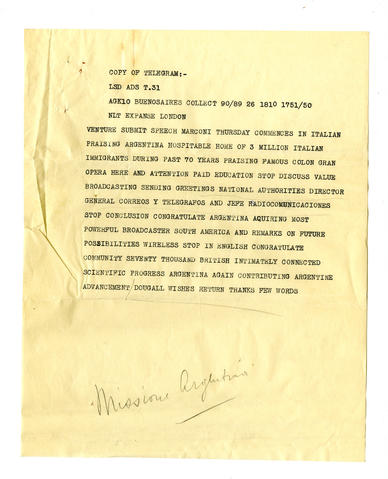 COPY OF TELEGRAM:-
LSD ADS T.31
AGK10 BUENOSAIRES COLLECT 90/89 26 1810 1751/50
NLT EXPANSE LONDON
VENTURE SUBMIT SPEECH MARCONI THURSDAY COMMENCES IN ITALIAN
PRAISING ARGENTINA HOSPITABLE HOME OF 3 MILLION ITALIAN
IMMIGRANTS DURING PAST 70 YEARS PRAISING FAMOUS COLON GRAN
OPERA HERE AND ATTENTION PAID EDUCATION STOP DISCUSS VALUE
BROADCASTING SENDING GREETINGS NATIONAL AUTHORITIES DIRECTOR
GENERAL CORREOS Y TELEGRAFOS AND JEFE RADIOCOMUNICACIONES
STOP CONCLUSION CONGRATULATE ARGENTINA AQUIRING MOST
POWERFUL BROADCASTER SOUTH AMERICA AND REMARKS ON FUTURE
POSSIBILITIES WIRELESS STOP IN ENGLISH CONGRATULATE
COMMUNITY SEVENTY THOUSAND BRITISH INTIMATELY CONNECTED
SCIENTIFIC PROGRESS ARGENTINA AGAIN CONTRIBUTING ARGENTINE
ADVANCEMENT/DOUGALL WISHES RETURN THANKS FEW WORDS
"Missione Argentina"